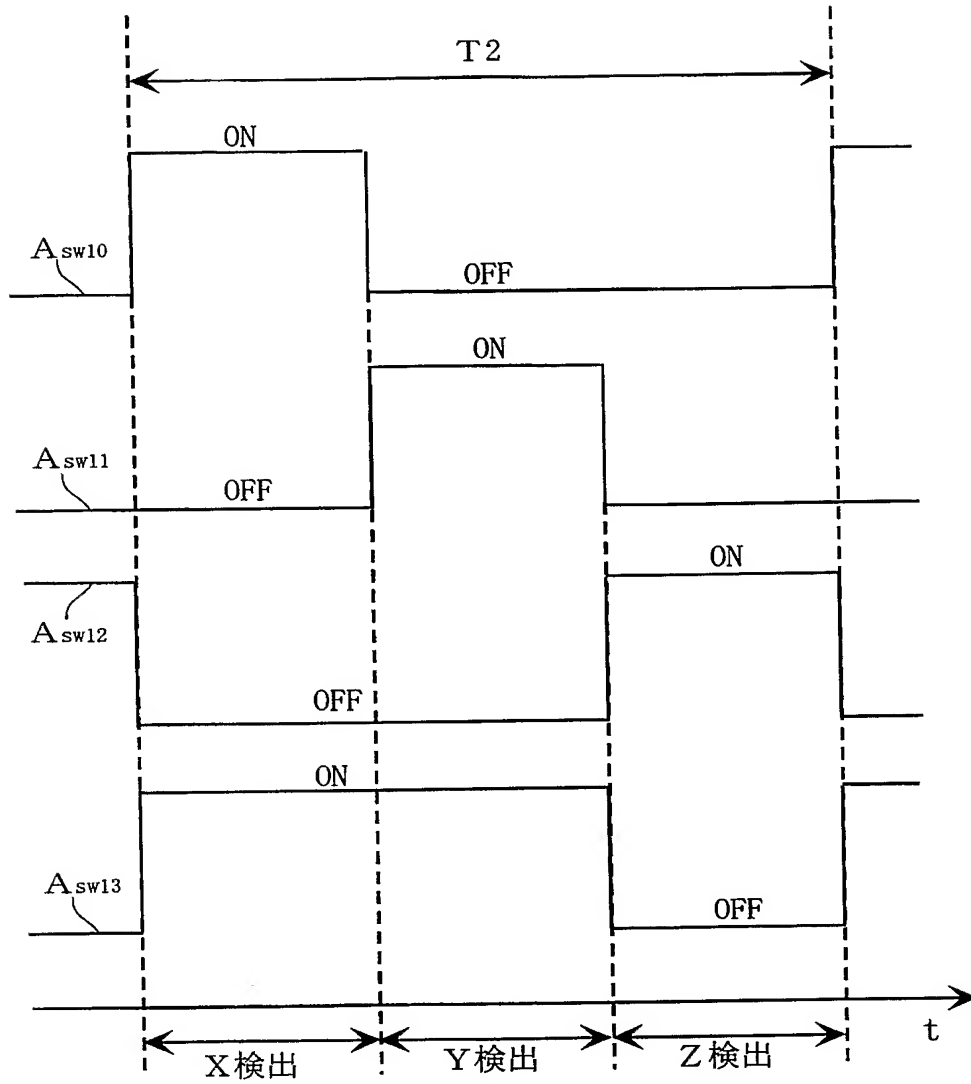 T2
ON
Asw10
OFF
ON
Asw11
OFF
ON
Asw12
OFF
ON
Asw13
OFF
t
X検出
Y検出
Z検出